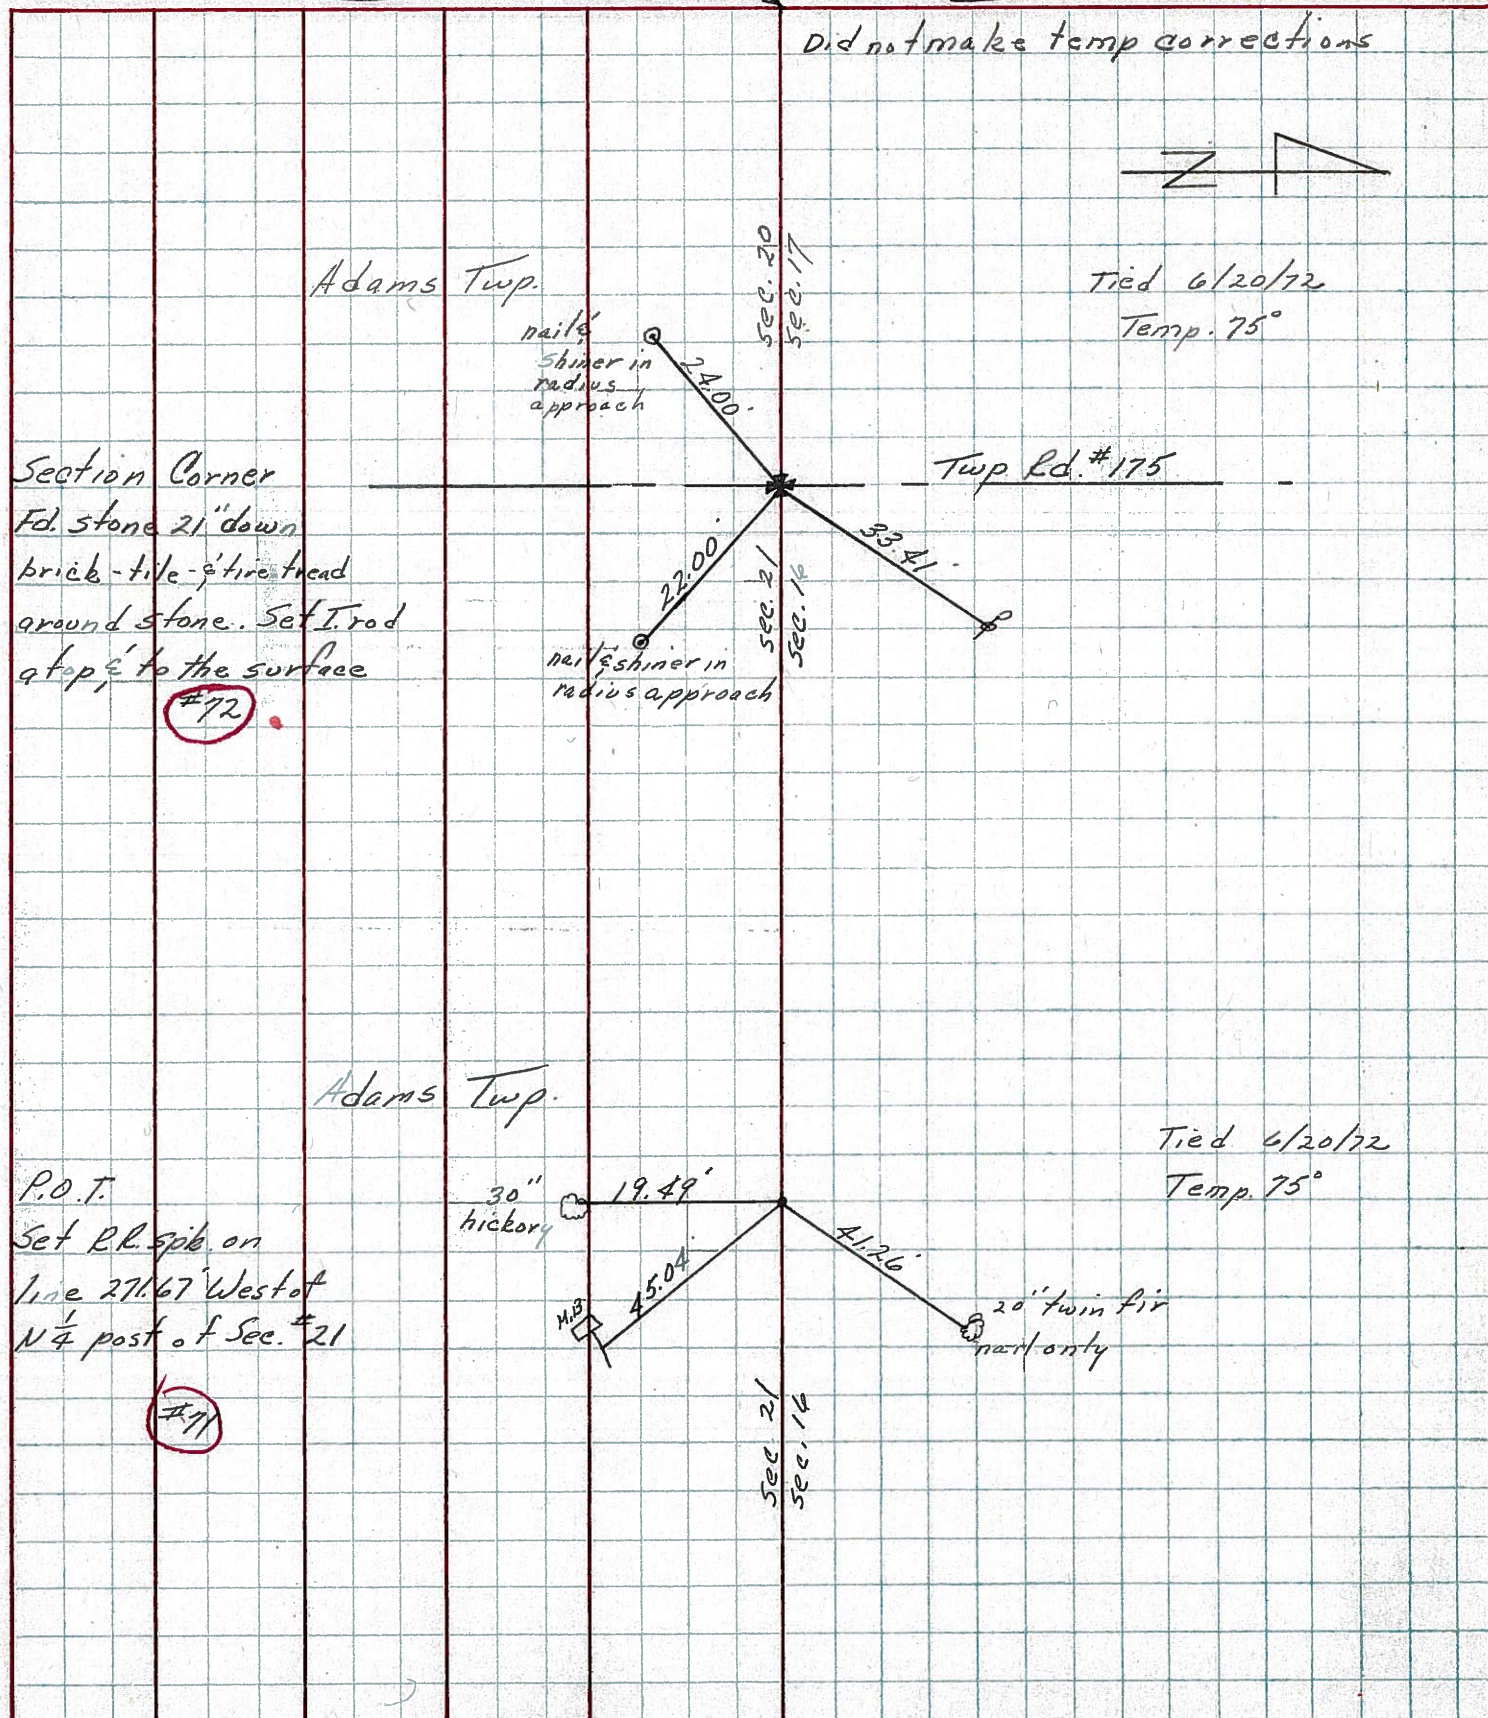 Did not make temp corrections
N
Adams Twp.
Sec. 20
Sec. 17
Tied 6/20/72
Temp. 75°
nail &
shiner in
radius
approach
24.00'
Section Corner
Fd. stone 21" down
brick - tile - & tire tread
around stone. Set I. rod
atop & to the surface
#72
Twp Rd. #175
33.41'
22.00'
Sec. 21
Sec. 16
nail & shiner in
radius approach
Adams Twp.
Tied 6/20/72
Temp. 75°
P.O.T.
Set R.R. spk. on
line 271.67' West of
N 1/4 post of Sec. #21
#71
30"
hickory
19.49'
45.04'
M.B.
41.26'
20" twin fir
nail only
Sec. 21
Sec. 16